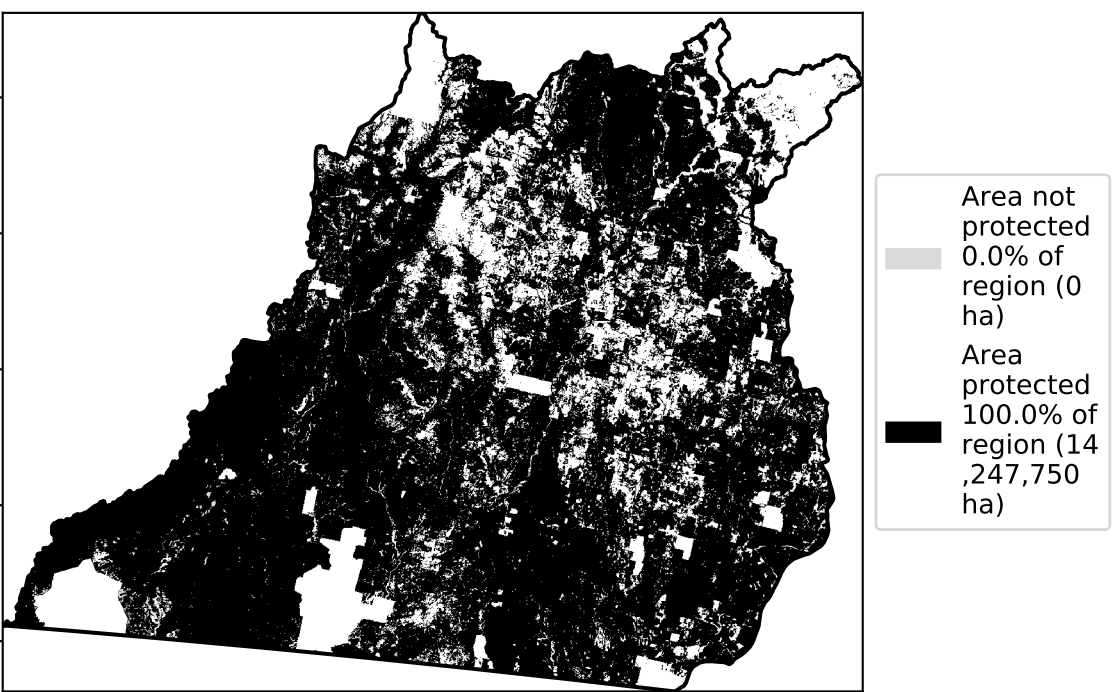 Area not
protected
0.0% of
region (0
ha)
Area
protected
100.0% of
region (14
,247,750
ha)